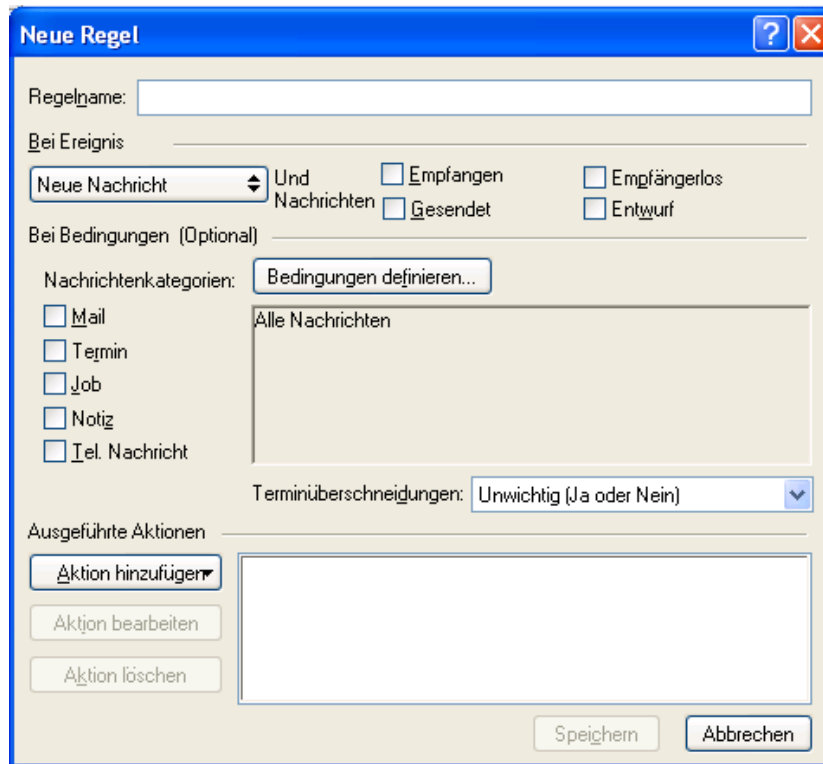 Neue Regel
Regelname:
Bei Ereignis
Neue Nachricht
Und
Nachrichten
Empfangen
Empfängerlos
Gesendet
Entwurf
Bei Bedingungen (Optional)
Nachrichtenkategorien:
Bedingungen definieren...
Mail
Alle Nachrichten
Termin
Job
Notiz
Tel. Nachricht
Terminüberschneidungen:
Unwichtig (Ja oder Nein)
Ausgeführte Aktionen
Aktion hinzufügen
Aktion bearbeiten
Aktion löschen
Speichern
Abbrechen